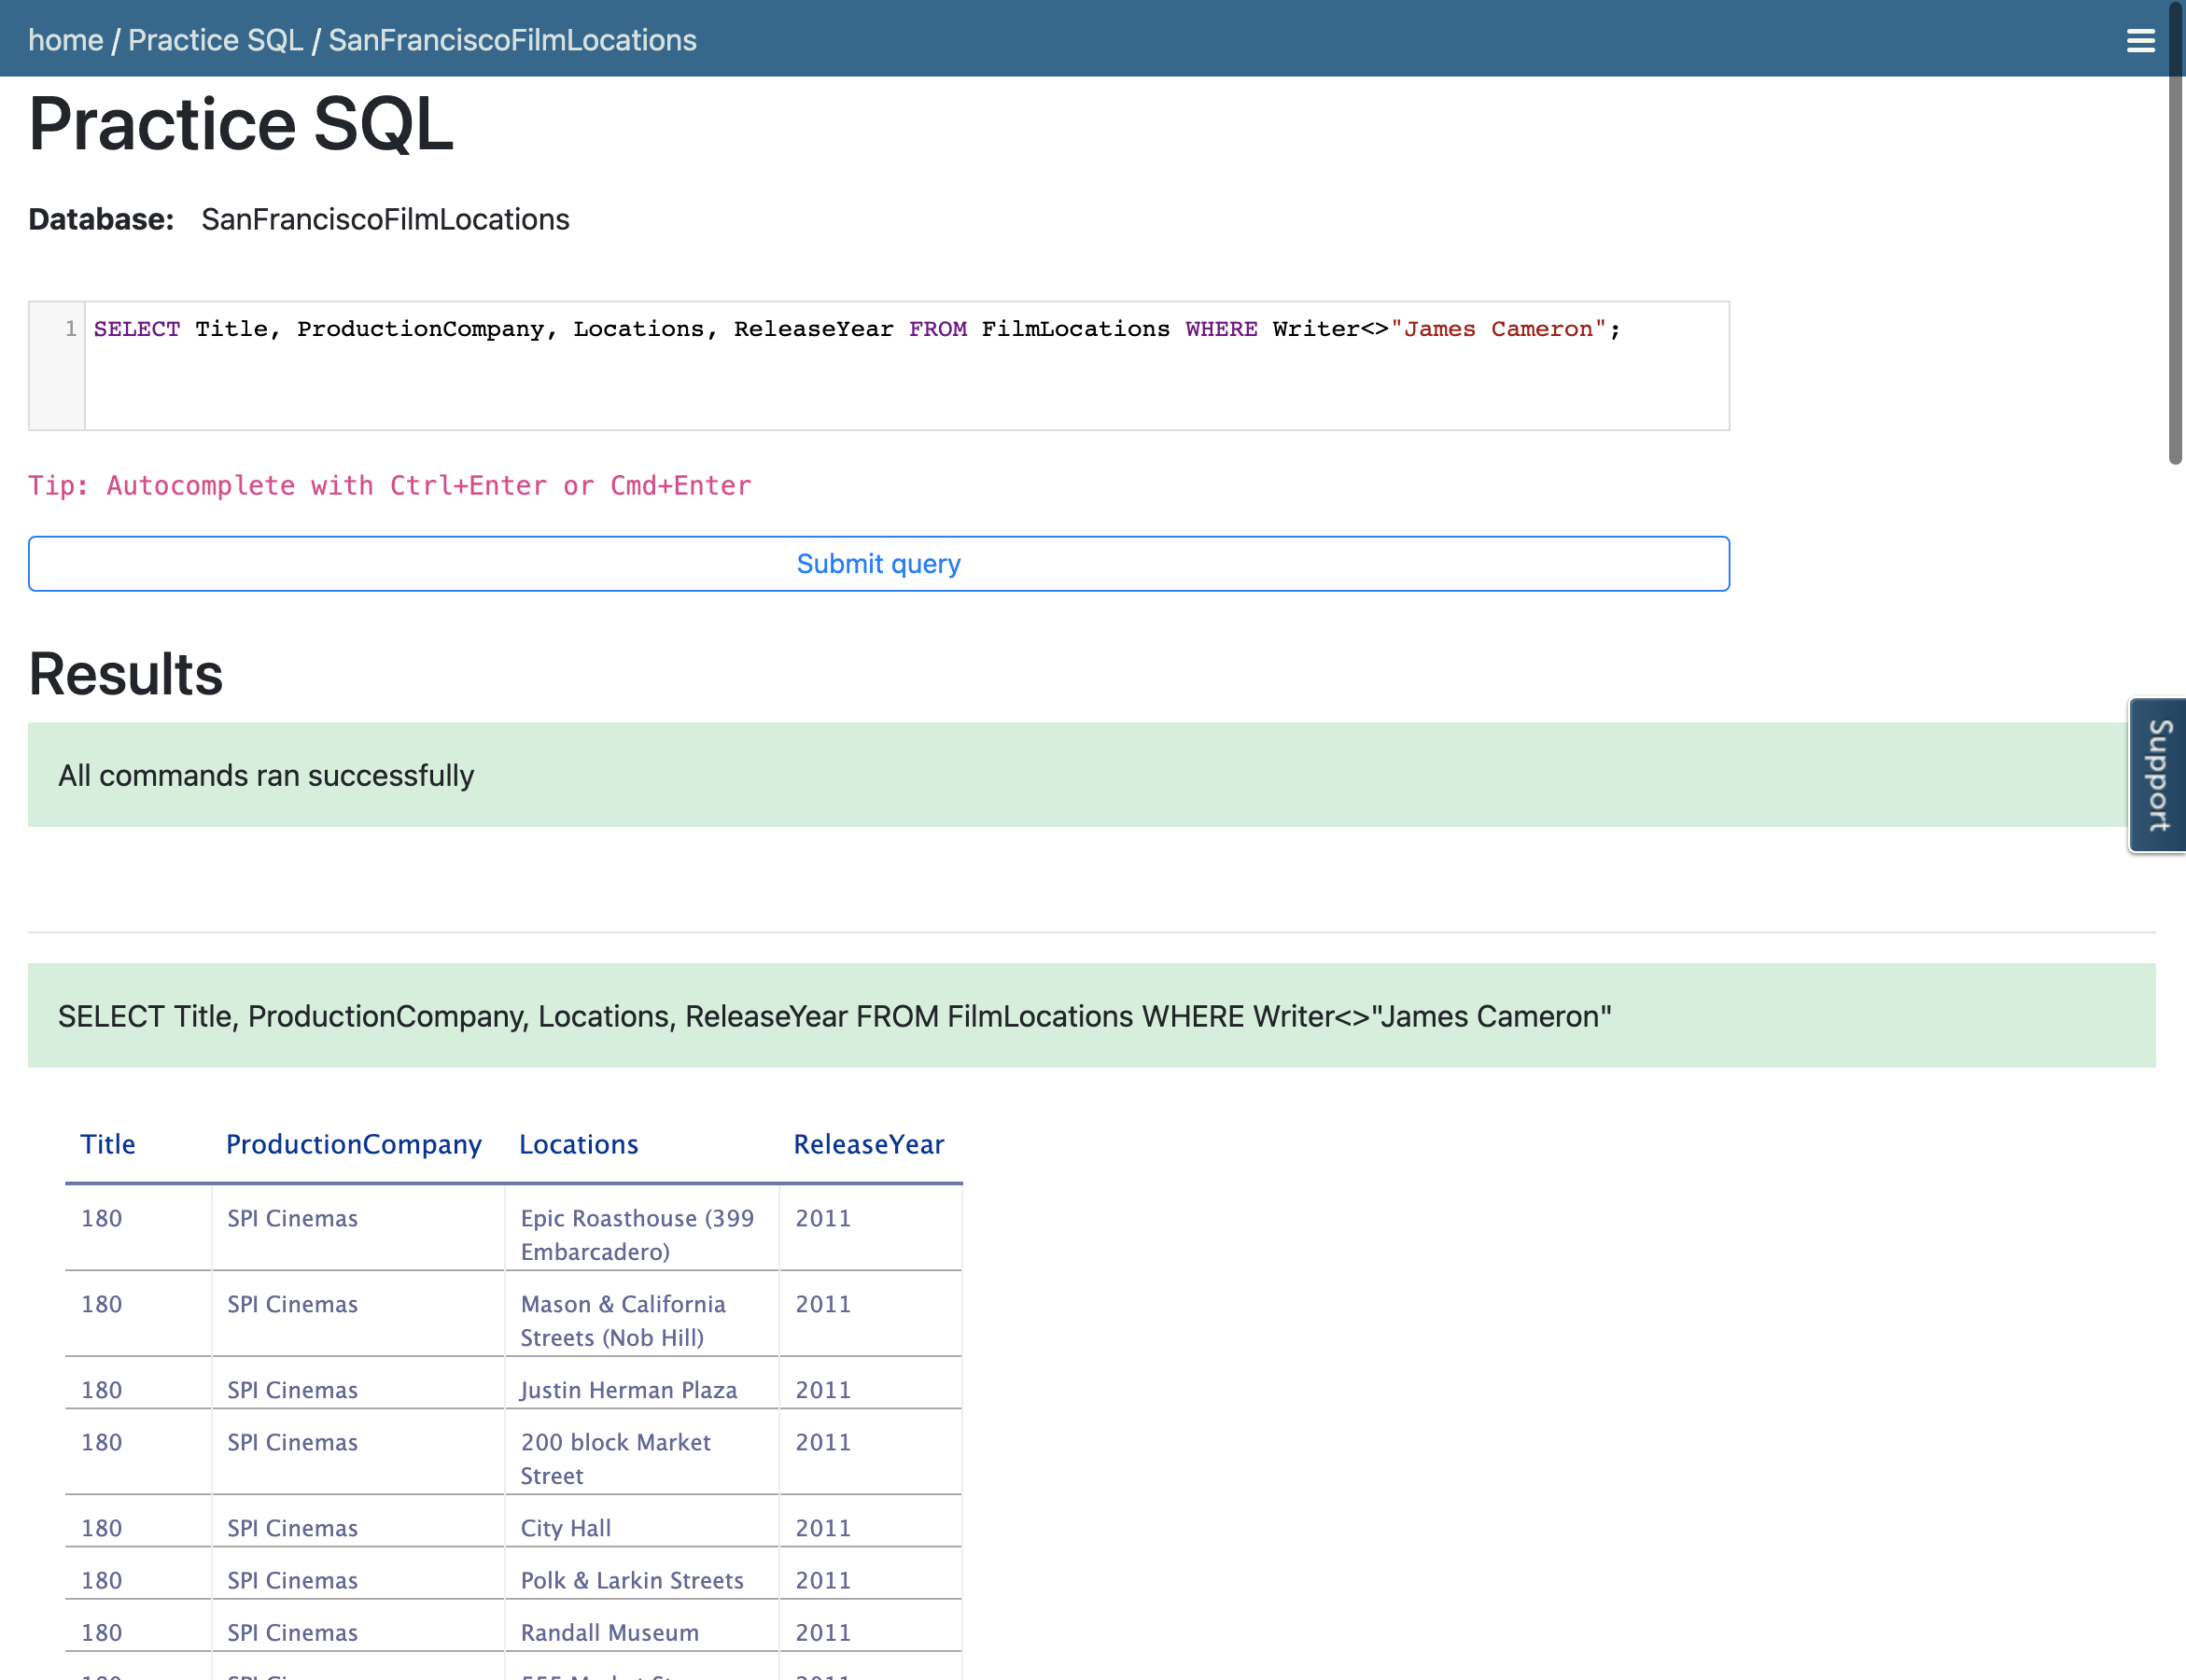 home / Practice SQL / SanFranciscoFilmLocations
Practice SQL
Database: SanFranciscoFilmLocations
1 SELECT Title, ProductionCompany, Locations, ReleaseYear FROM FilmLocations WHERE Writer<>"James Cameron";
Tip: Autocomplete with Ctrl+Enter or Cmd+Enter
Submit query
Results
Support
All commands ran successfully
SELECT Title, ProductionCompany, Locations, ReleaseYear FROM FilmLocations WHERE Writer<>"James Cameron"
Title ProductionCompany Locations ReleaseYear
180 SPI Cinemas Epic Roasthouse (399 2011
Embarcadero)
180 SPI Cinemas Mason & California 2011
Streets (Nob Hill)
180 SPI Cinemas Justin Herman Plaza 2011
180 SPI Cinemas 200 block Market 2011
Street
180 SPI Cinemas City Hall 2011
180 SPI Cinemas Polk & Larkin Streets 2011
180 SPI Cinemas Randall Museum 2011